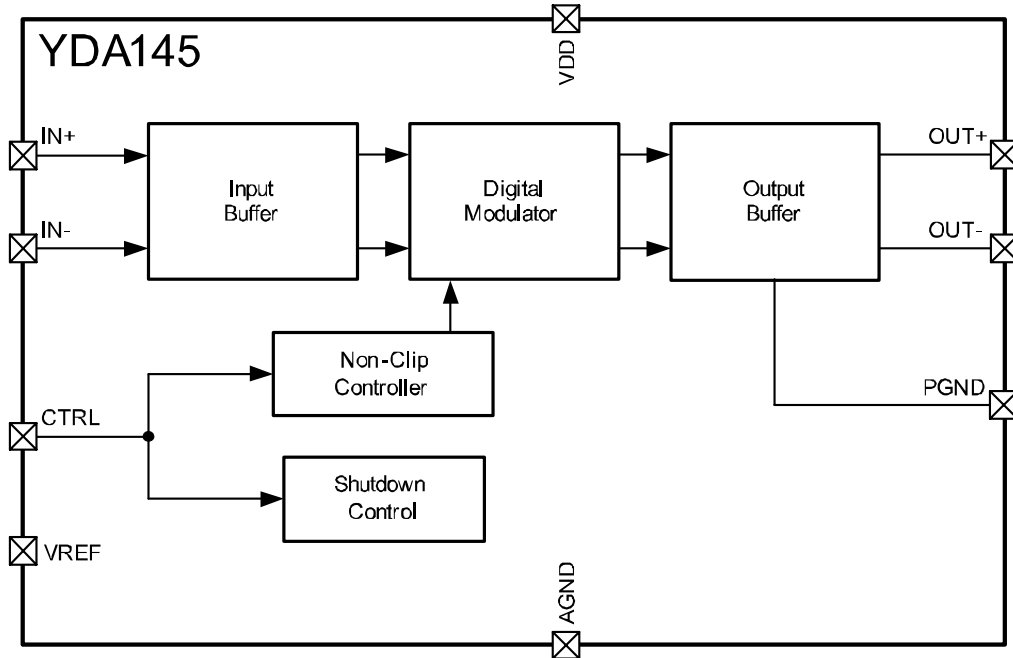 YDA145
VDD
IN+
IN-
Input
Buffer
Digital
Modulator
Output
Buffer
OUT+
OUT-
Non-Clip
Controller
CTRL
PGND
Shutdown
Control
VREF
AGND